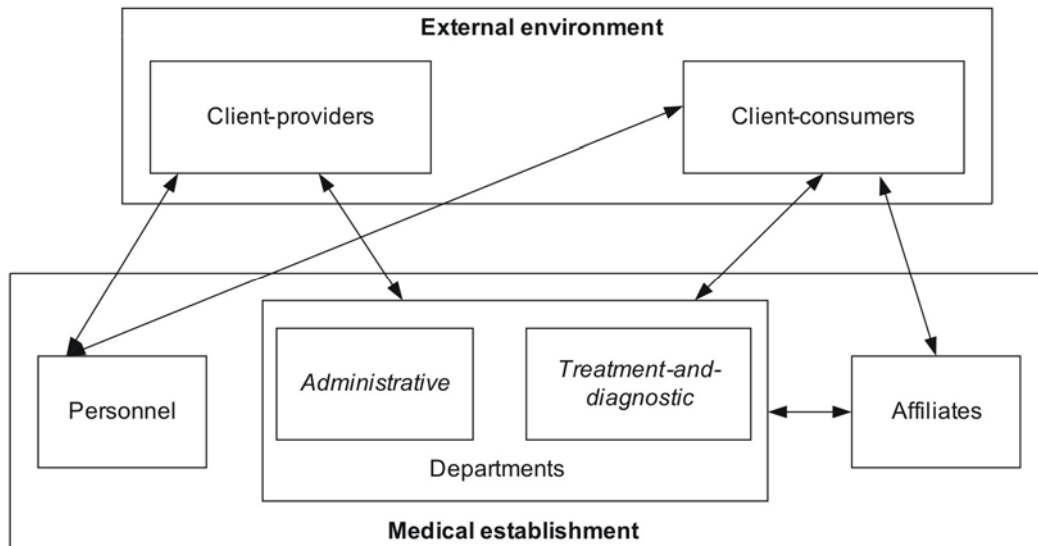 External environment
Client-providers
Client-consumers
Personnel
Administrative
Treatment-and-
diagnostic
Departments
Affiliates
Medical establishment